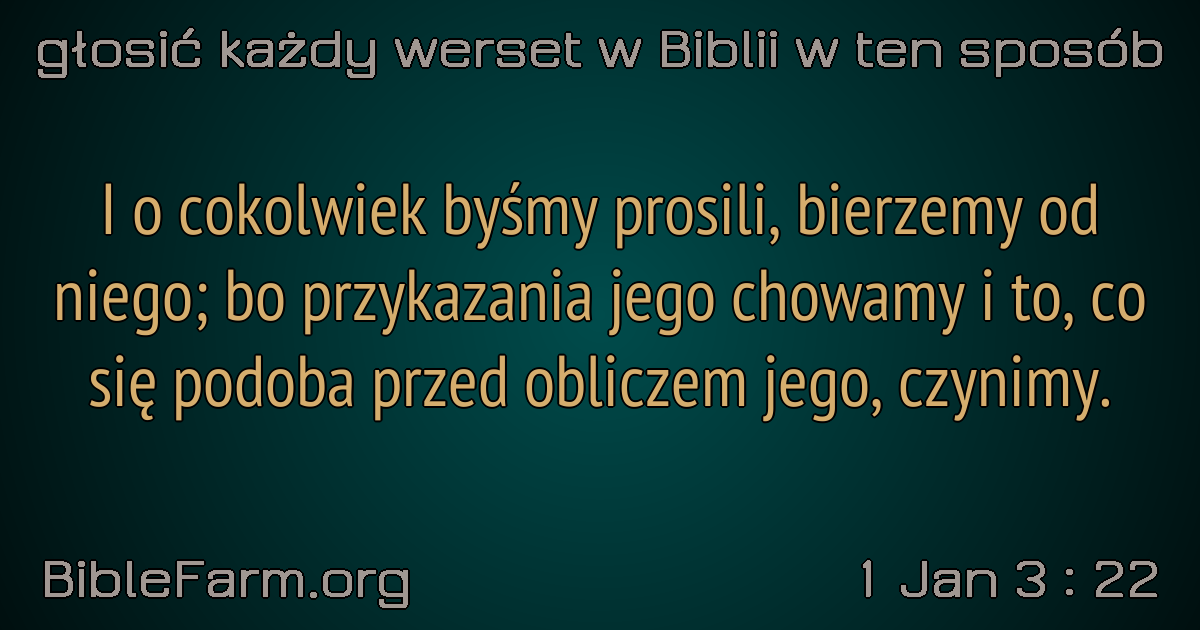 głosić każdy werset w Biblii w ten sposób
I o cokolwiek byśmy prosili, bierzemy od
niego; bo przykazania jego chowamy i to, co
się podoba przed obliczem jego, czynimy.
BibleFarm.org
1 Jan 3 : 22